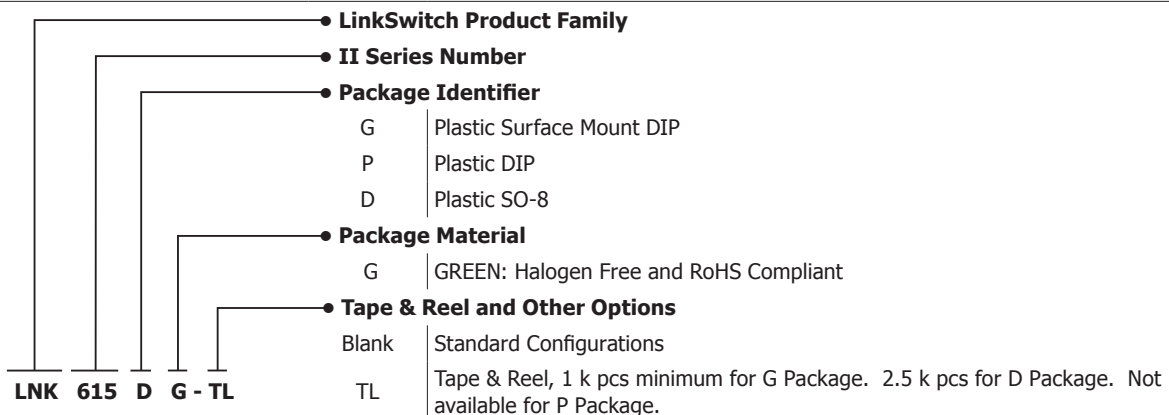 LinkSwitch Product Family
II Series Number
Package Identifier
G Plastic Surface Mount DIP
P Plastic DIP
D Plastic SO-8
Package Material
G GREEN: Halogen Free and RoHS Compliant
Tape & Reel and Other Options
Blank Standard Configurations
TL Tape & Reel, 1 k pcs minimum for G Package. 2.5 k pcs for D Package. Not
available for P Package.
LNK 615 D G - TL